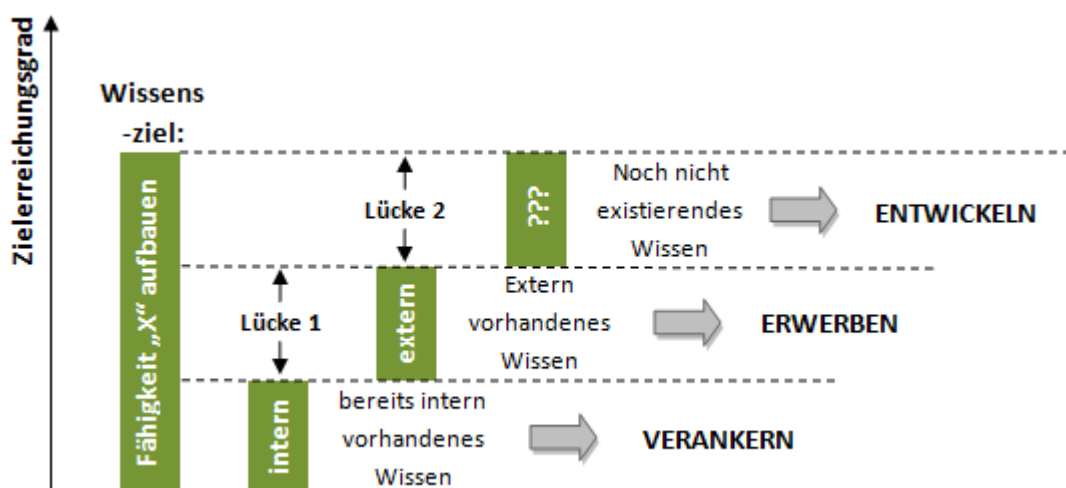 Zielerreichungsgrad
Wissens
-ziel:
Fähigkeit „X“ aufbauen
Lücke 2
???
Noch nicht
existierendes
Wissen
ENTWICKELN
Lücke 1
extern
Extern
vorhandenes
Wissen
ERWERBEN
intern
bereits intern
vorhandenes
Wissen
VERANKERN